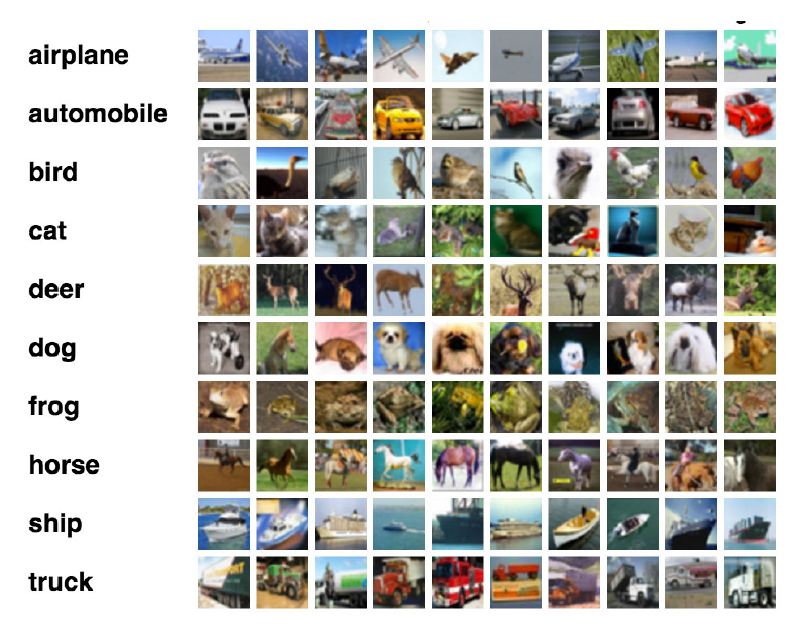 airplane
automobile
bird
cat
deer
dog
frog
horse
ship
truck